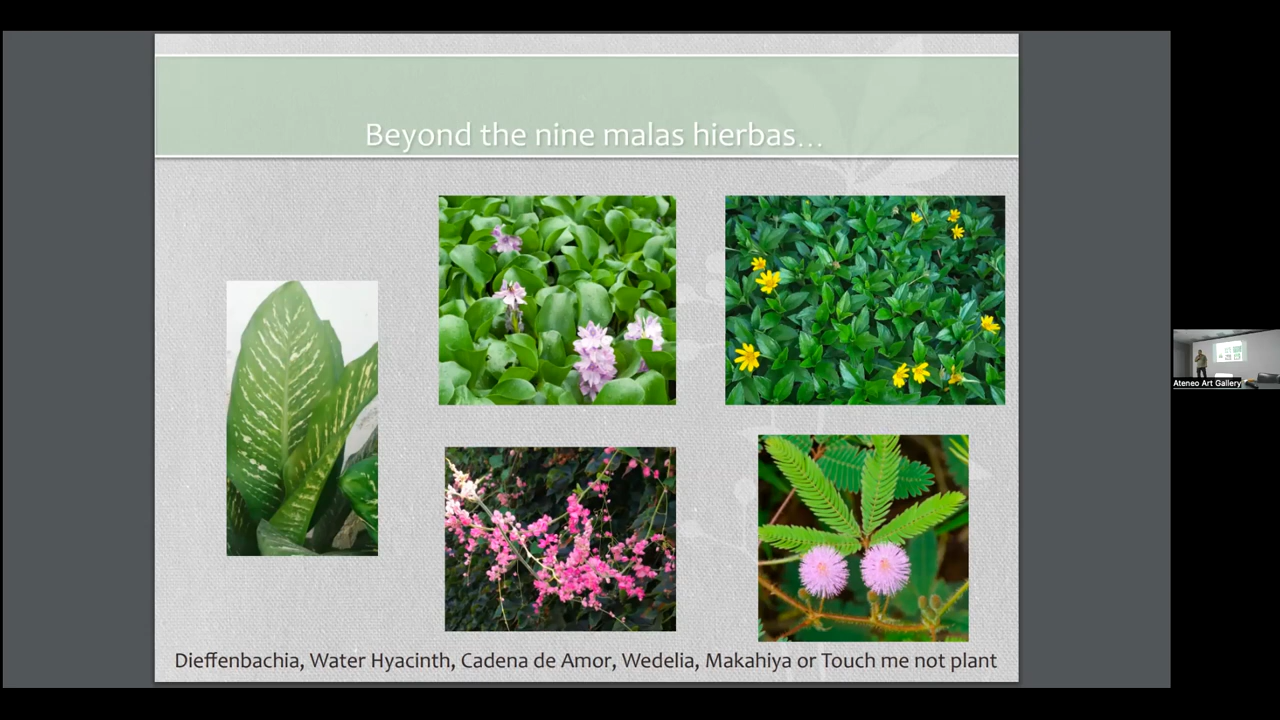 Beyond the nine malas hierbas...
Dieffenbachia, Water Hyacinth, Cadena de Amor, Wedelia, Makahiya or Touch me not plant
Ateneo Art Gallery